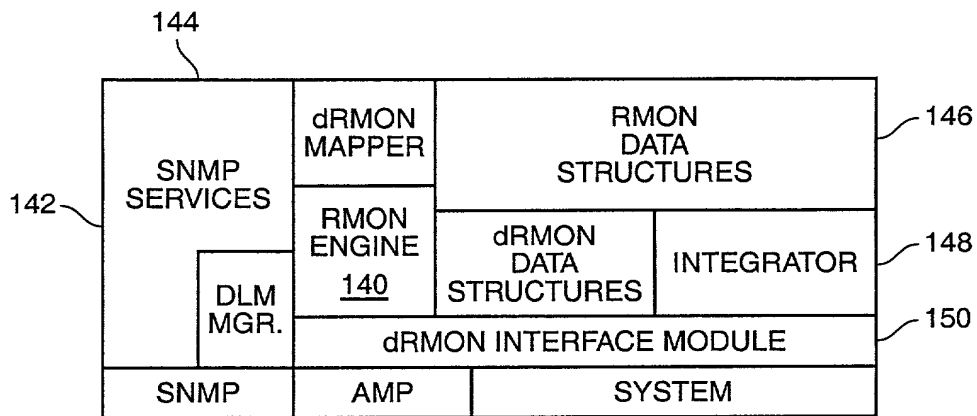 144
dRMON
MAPPER
RMON
DATA
STRUCTURES
146
SNMP
SERVICES
142
RMON
ENGINE
140
dRMON
DATA
STRUCTURES
INTEGRATOR
148
DLM
MGR.
dRMON INTERFACE MODULE
150
SNMP
AMP
SYSTEM